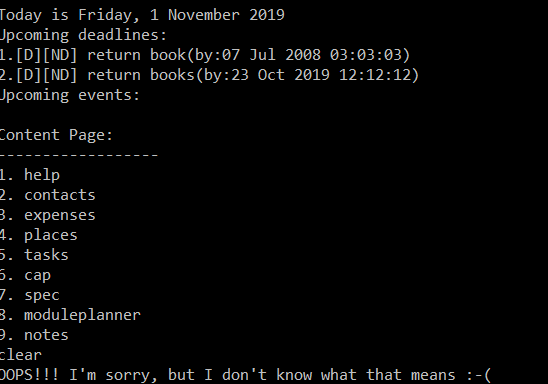 Today is Friday, 1 November 2019
Upcoming deadlines:
1.[D][ND] return book(by:07 Jul 2008 03:03:03)
2.[D][ND] return books(by:23 Oct 2019 12:12:12)
Upcoming events:
Content Page:
------------------
1. help
2. contacts
3. expenses
4. places
5. tasks
6. cap
7. spec
8. moduleplanner
9. notes
clear
OOPS!!! I'm sorry, but I don't know what that means :-(